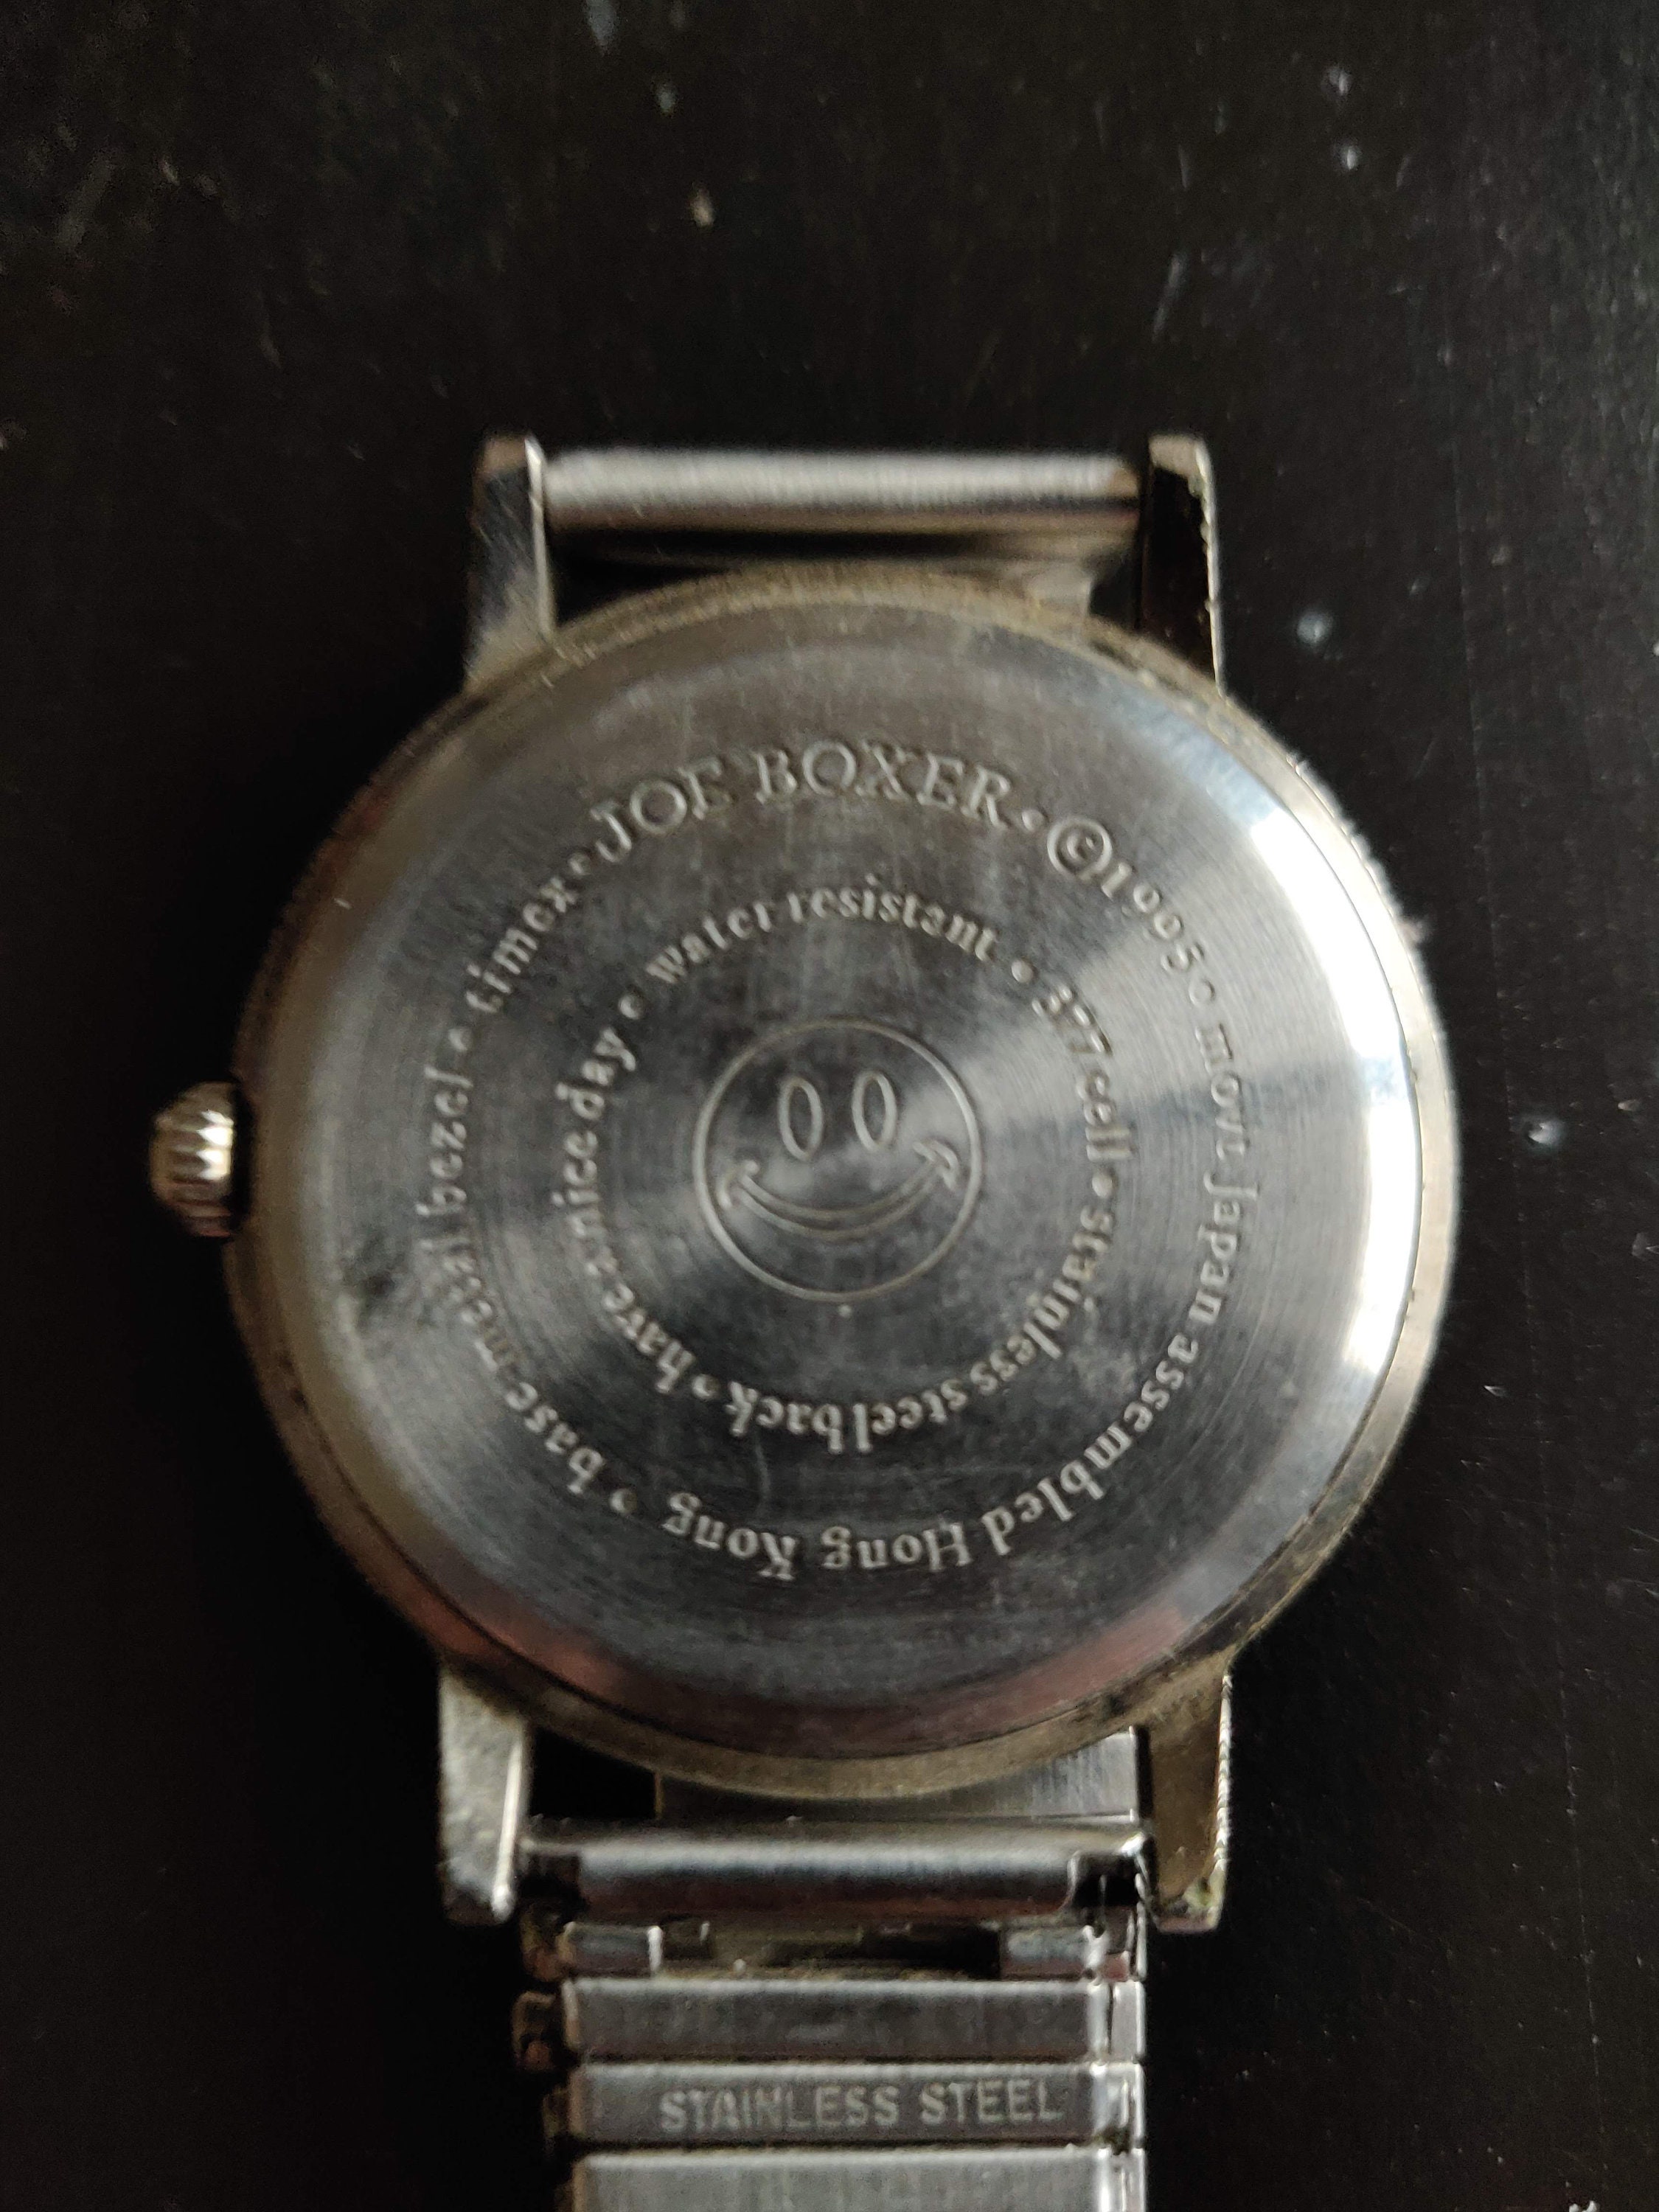 JOE BOXER • ©1995 • movt Japan assembled Hong Kong • base metal bezel • timex •
water resistant • 377 cell • stainless steel back • have a nice day •
STAINLESS STEEL